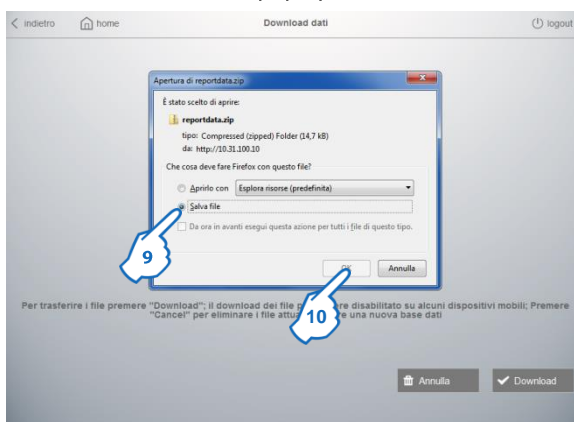 indietro
home
Download dati
logout
Apertura di reportdata.zip
È stato scelto di aprire:
reportdata.zip
tipo: Compressed (zipped) Folder (14,7 kB)
da: http://10.31.100.10
Che cosa deve fare Firefox con questo file?
Aprirlo con
Esplora risorse (predefinita)
Salva file
Da ora in avanti esegui questa azione per tutti i file di questo tipo.
9
Annulla
10
Per trasferire i file premere "Download"; il download dei file ere disabilitato su alcuni dispositivi mobili; Premere
"Cancel" per eliminare i file una nuova base dati
Annulla
Download